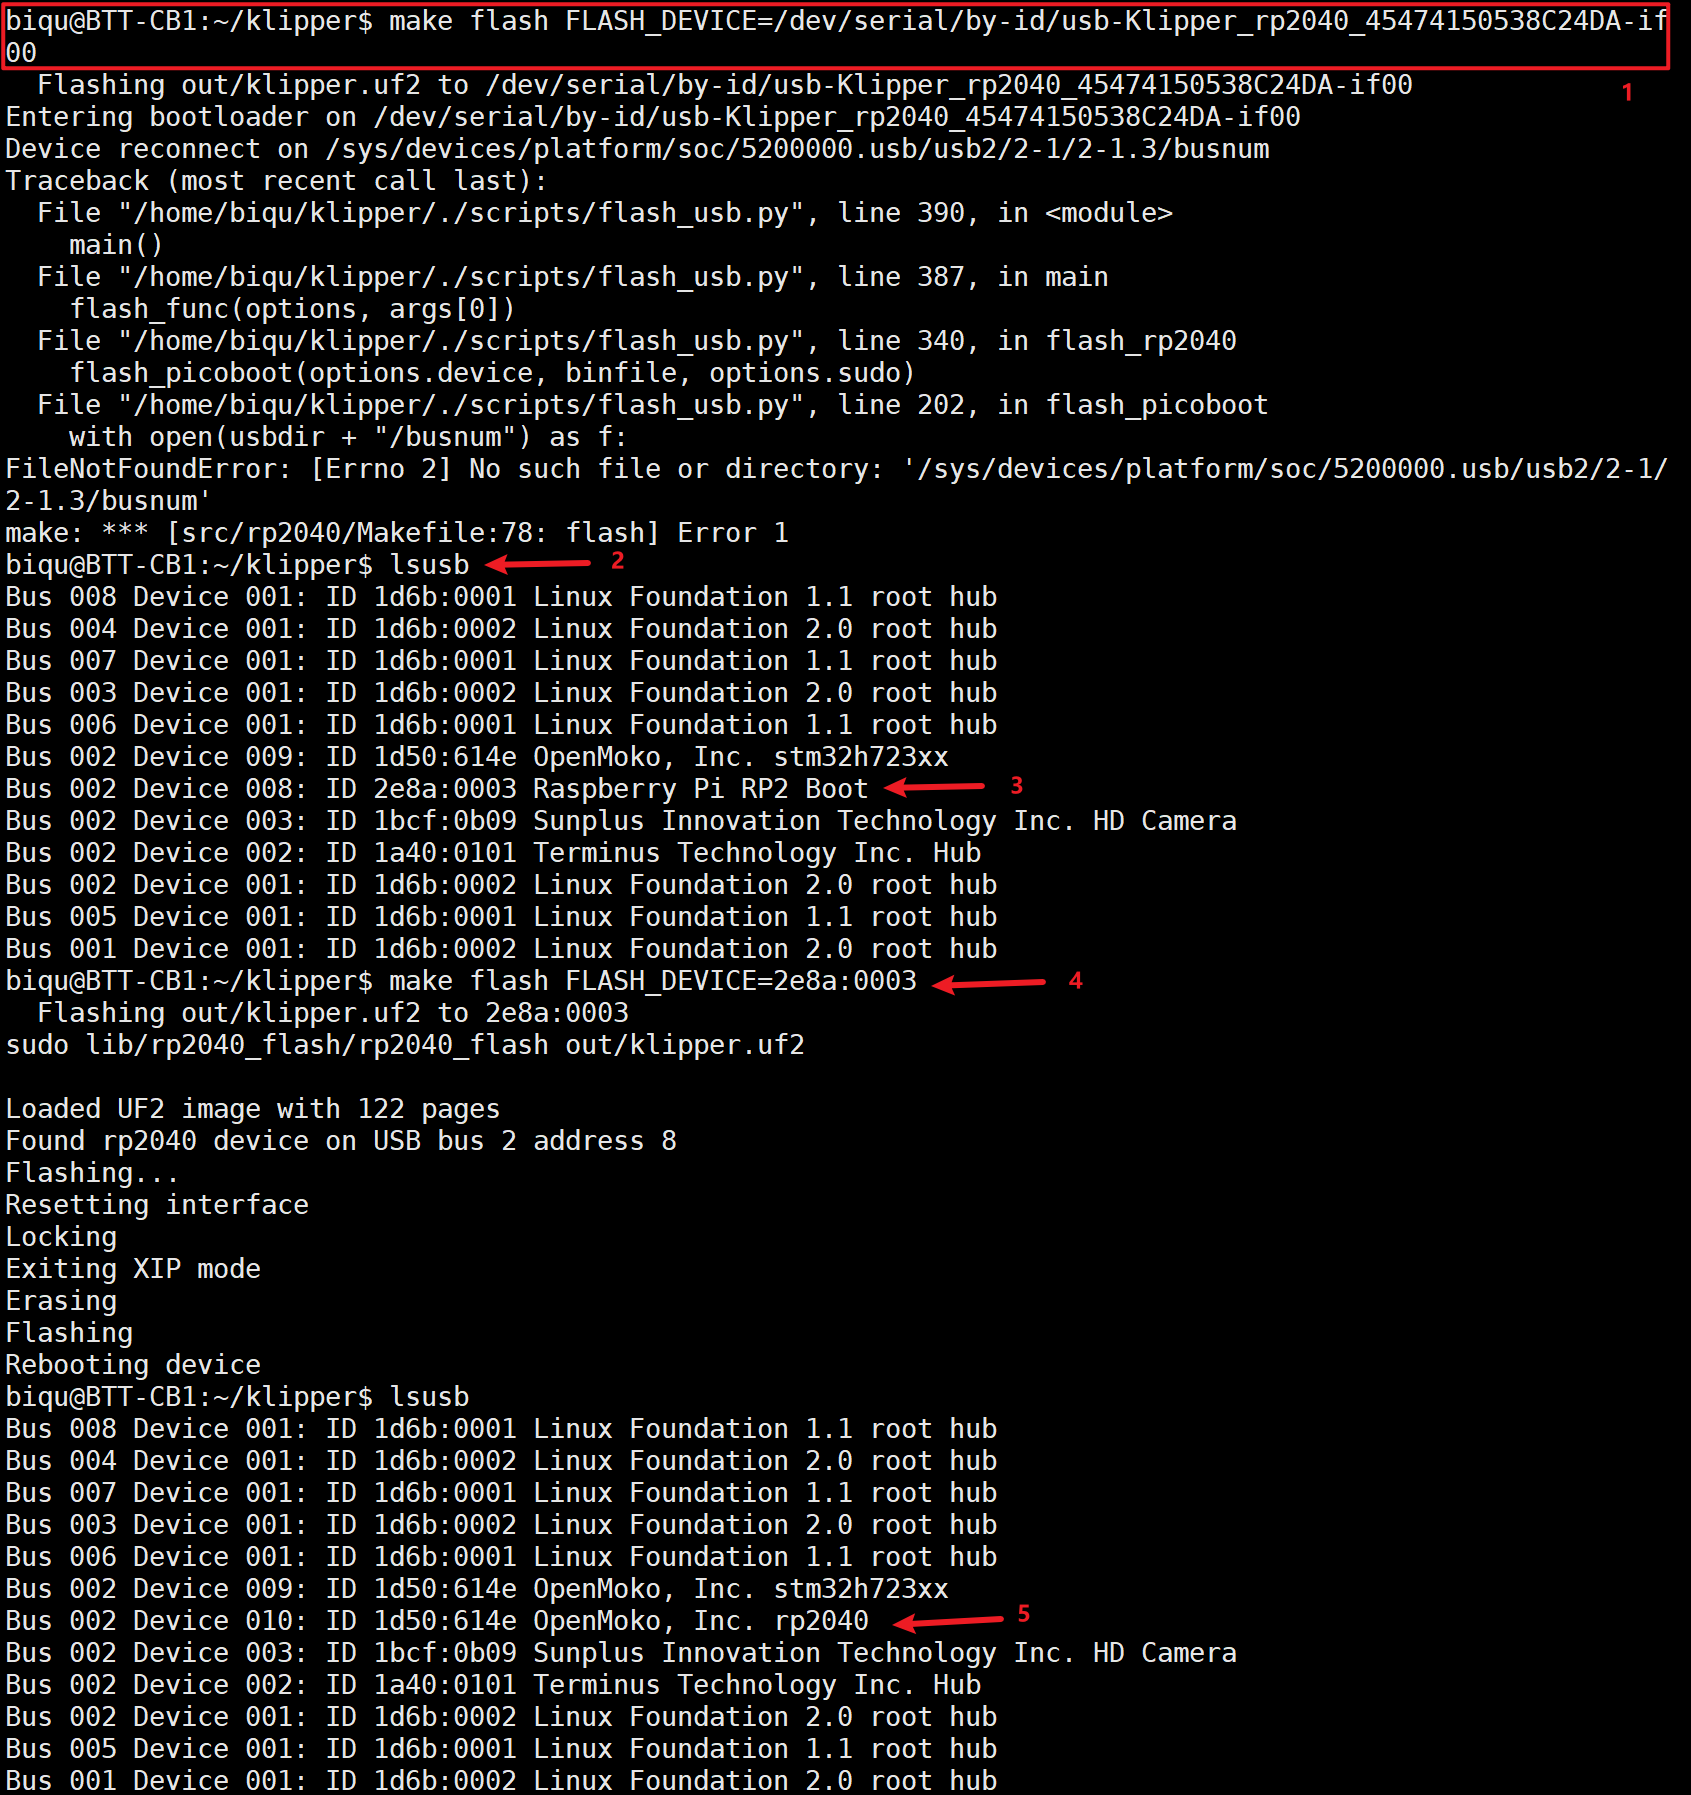 biqu@BTT-CB1:~/klipper$ make flash FLASH_DEVICE=/dev/serial/by-id/usb-Klipper_rp2040_45474150538C24DA-if
00
  Flashing out/klipper.uf2 to /dev/serial/by-id/usb-Klipper_rp2040_45474150538C24DA-if00
1
Entering bootloader on /dev/serial/by-id/usb-Klipper_rp2040_45474150538C24DA-if00
Device reconnect on /sys/devices/platform/soc/5200000.usb/usb2/2-1/2-1.3/busnum
Traceback (most recent call last):
  File "/home/biqu/klipper/./scripts/flash_usb.py", line 390, in <module>
    main()
  File "/home/biqu/klipper/./scripts/flash_usb.py", line 387, in main
    flash_func(options, args[0])
  File "/home/biqu/klipper/./scripts/flash_usb.py", line 340, in flash_rp2040
    flash_picoboot(options.device, binfile, options.sudo)
  File "/home/biqu/klipper/./scripts/flash_usb.py", line 202, in flash_picoboot
    with open(usbdir + "/busnum") as f:
FileNotFoundError: [Errno 2] No such file or directory: '/sys/devices/platform/soc/5200000.usb/usb2/2-1/
2-1.3/busnum'
make: *** [src/rp2040/Makefile:78: flash] Error 1
biqu@BTT-CB1:~/klipper$ lsusb 2
Bus 008 Device 001: ID 1d6b:0001 Linux Foundation 1.1 root hub
Bus 004 Device 001: ID 1d6b:0002 Linux Foundation 2.0 root hub
Bus 007 Device 001: ID 1d6b:0001 Linux Foundation 1.1 root hub
Bus 003 Device 001: ID 1d6b:0002 Linux Foundation 2.0 root hub
Bus 006 Device 001: ID 1d6b:0001 Linux Foundation 1.1 root hub
Bus 002 Device 009: ID 1d50:614e OpenMoko, Inc. stm32h723xx
Bus 002 Device 008: ID 2e8a:0003 Raspberry Pi RP2 Boot 3
Bus 002 Device 003: ID 1bcf:0b09 Sunplus Innovation Technology Inc. HD Camera
Bus 002 Device 002: ID 1a40:0101 Terminus Technology Inc. Hub
Bus 002 Device 001: ID 1d6b:0002 Linux Foundation 2.0 root hub
Bus 005 Device 001: ID 1d6b:0001 Linux Foundation 1.1 root hub
Bus 001 Device 001: ID 1d6b:0002 Linux Foundation 2.0 root hub
biqu@BTT-CB1:~/klipper$ make flash FLASH_DEVICE=2e8a:0003 4
  Flashing out/klipper.uf2 to 2e8a:0003
sudo lib/rp2040_flash/rp2040_flash out/klipper.uf2
Loaded UF2 image with 122 pages
Found rp2040 device on USB bus 2 address 8
Flashing...
Resetting interface
Locking
Exiting XIP mode
Erasing
Flashing
Rebooting device
biqu@BTT-CB1:~/klipper$ lsusb
Bus 008 Device 001: ID 1d6b:0001 Linux Foundation 1.1 root hub
Bus 004 Device 001: ID 1d6b:0002 Linux Foundation 2.0 root hub
Bus 007 Device 001: ID 1d6b:0001 Linux Foundation 1.1 root hub
Bus 003 Device 001: ID 1d6b:0002 Linux Foundation 2.0 root hub
Bus 006 Device 001: ID 1d6b:0001 Linux Foundation 1.1 root hub
Bus 002 Device 009: ID 1d50:614e OpenMoko, Inc. stm32h723xx
Bus 002 Device 010: ID 1d50:614e OpenMoko, Inc. rp2040 5
Bus 002 Device 003: ID 1bcf:0b09 Sunplus Innovation Technology Inc. HD Camera
Bus 002 Device 002: ID 1a40:0101 Terminus Technology Inc. Hub
Bus 002 Device 001: ID 1d6b:0002 Linux Foundation 2.0 root hub
Bus 005 Device 001: ID 1d6b:0001 Linux Foundation 1.1 root hub
Bus 001 Device 001: ID 1d6b:0002 Linux Foundation 2.0 root hub